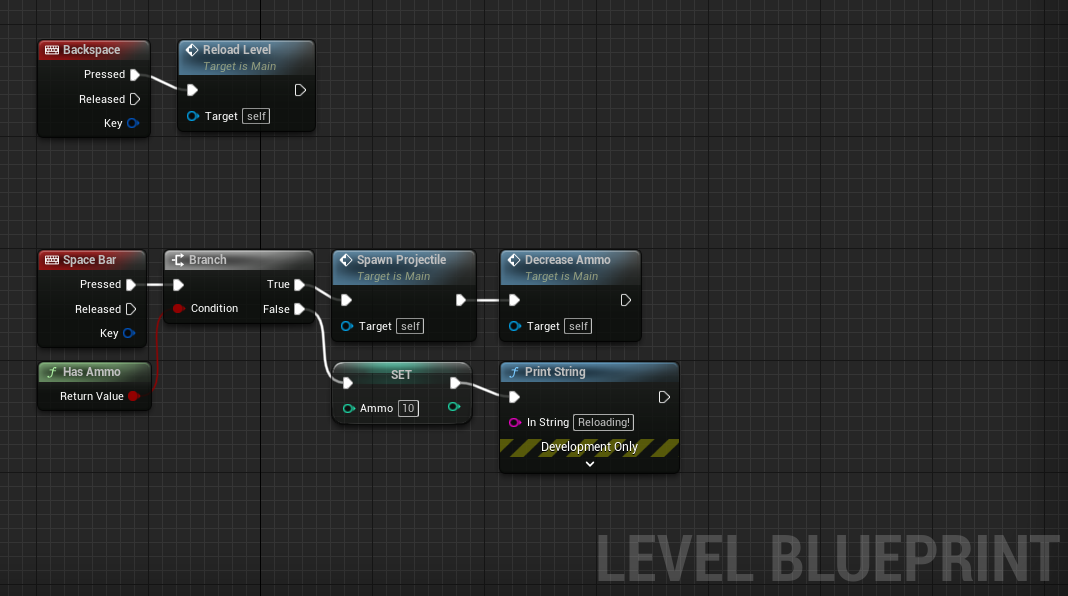 Backspace
Pressed
Released
Key
Reload Level
Target is Main
Target self
Space Bar
Pressed
Released
Key
Branch
True
Condition
False
Spawn Projectile
Target is Main
Target self
Decrease Ammo
Target is Main
Target self
f Has Ammo
Return Value
SET
Ammo 10
f Print String
In String Reloading!
Development Only
LEVEL BLUEPRINT